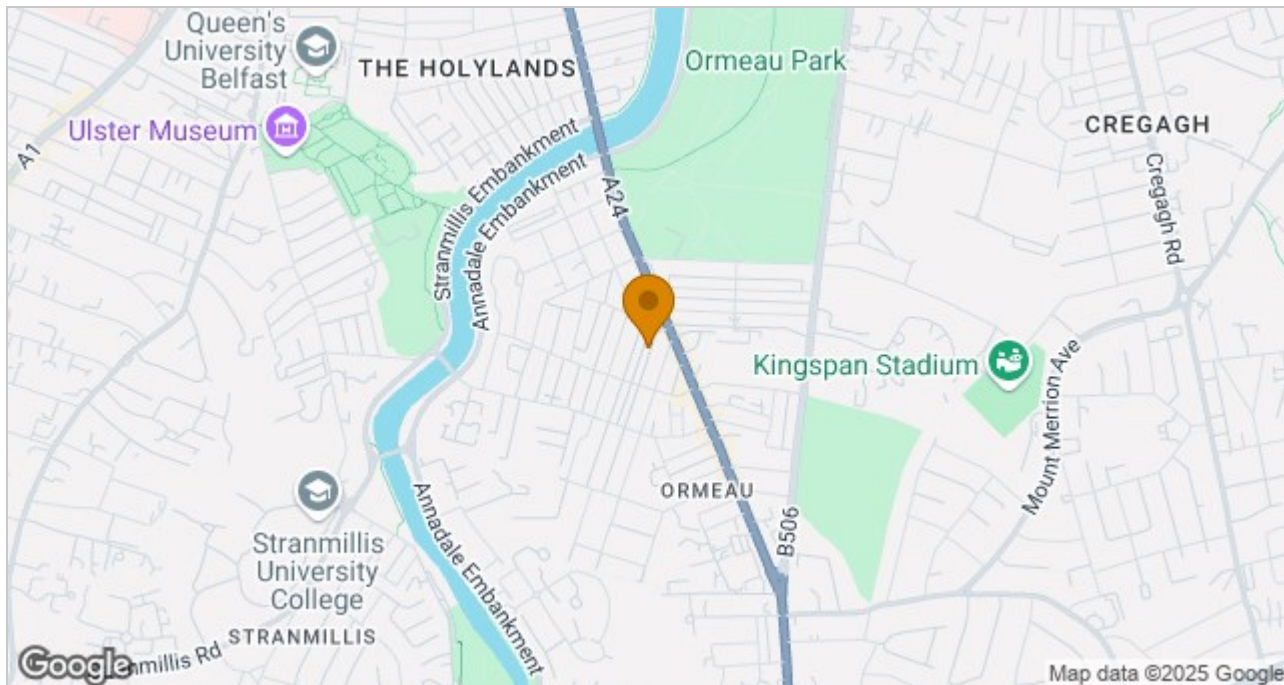 Queen's
University
Belfast
THE HOLYLANDS
Ormeau Park
Ulster Museum
CREGAGH
A1
Stranmillis Embankment
Annadale Embankment
A24
Cregagh Rd
Kingspan Stadium
Mount Merrion Ave
ORMEAU
B506
Stranmillis
University
College
Annadale Embankment
STRANMILLIS
nmillis Rd
Google
Map data ©2025 Google